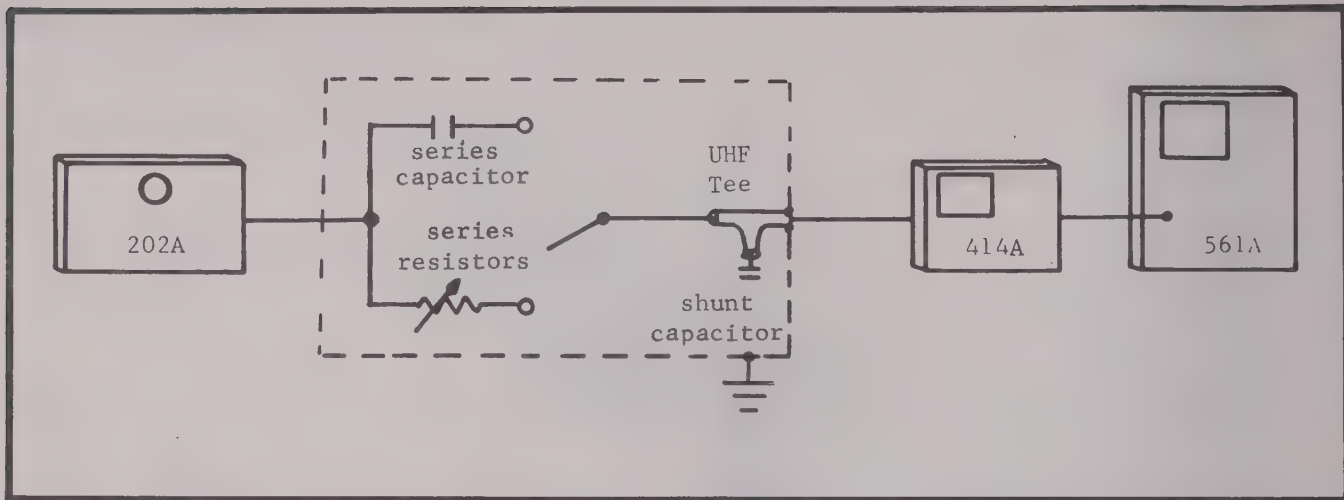 202A
series
capacitor
series
resistors
UHF
Tee
shunt
capacitor
414A
561A